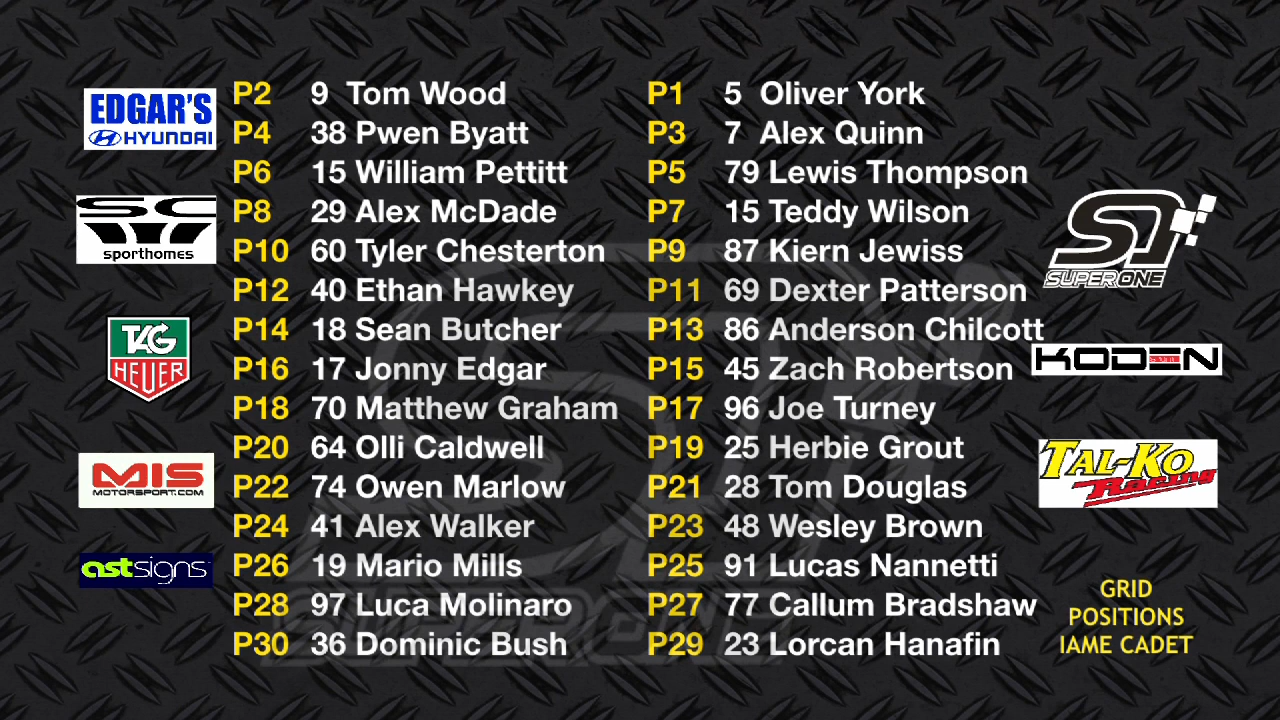 P2 9 Tom Wood
P4 38 Pwen Byatt
P6 15 William Pettitt
P8 29 Alex McDade
P10 60 Tyler Chesterton
P12 40 Ethan Hawkey
P14 18 Sean Butcher
P16 17 Jonny Edgar
P18 70 Matthew Graham
P20 64 Olli Caldwell
P22 74 Owen Marlow
P24 41 Alex Walker
P26 19 Mario Mills
P28 97 Luca Molinaro
P30 36 Dominic Bush
P1 5 Oliver York
P3 7 Alex Quinn
P5 79 Lewis Thompson
P7 15 Teddy Wilson
P9 87 Kiern Jewiss
P11 69 Dexter Patterson
P13 86 Anderson Chilcott
P15 45 Zach Robertson
P17 96 Joe Turney
P19 25 Herbie Grout
P21 28 Tom Douglas
P23 48 Wesley Brown
P25 91 Lucas Nannetti
P27 77 Callum Bradshaw
P29 23 Lorcan Hanafin
EDGAR'S
HYUNDAI
SC
sporthomes
TAG
HEUER
MIS
MOTORSPORT.COM
astsigns
S1
SUPER ONE
KODEN
TAL-KO
Racing
GRID
POSITIONS
IAME CADET
SUPER ONE